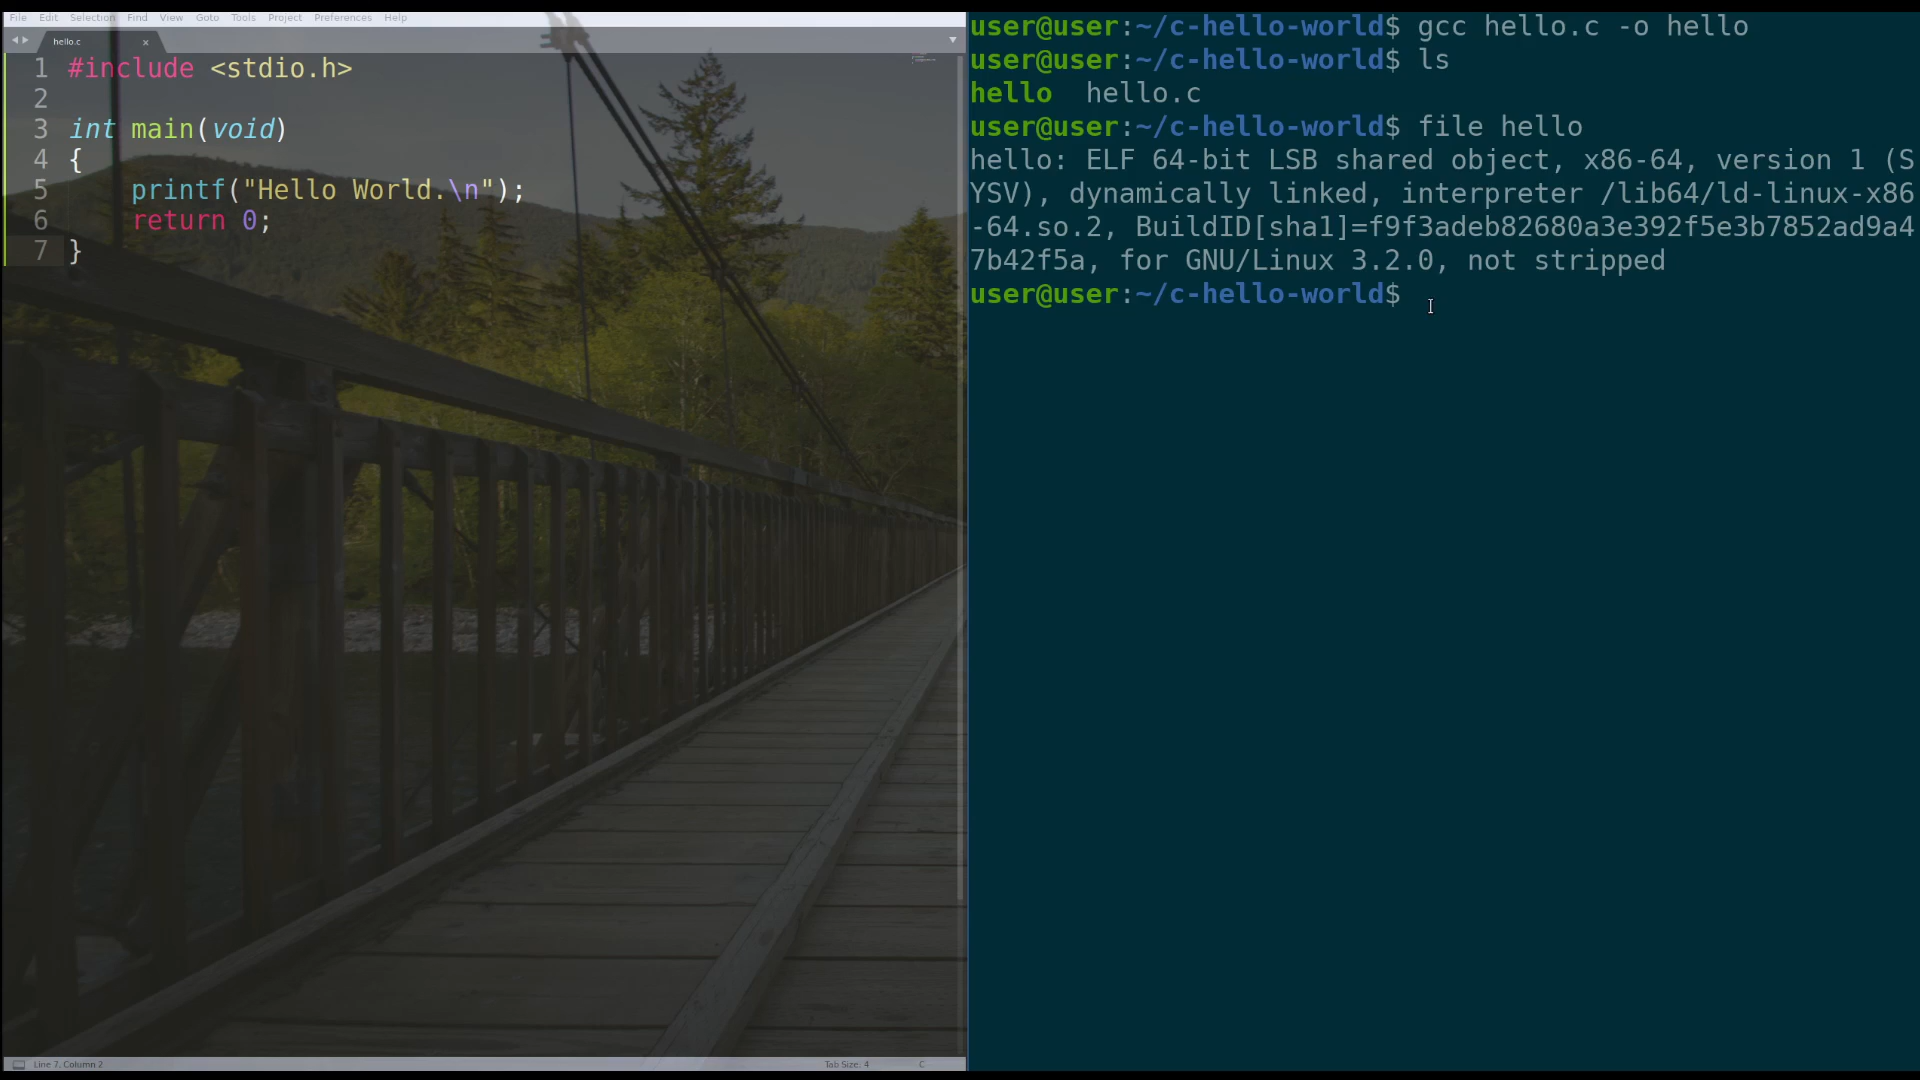 File Edit Selection Find View Goto Tools Project Preferences Help
hello.c
1 #include <stdio.h>
2
3 int main(void)
4 {
5     printf("Hello World.\n");
6     return 0;
7 }
Line 7, Column 2
Tab Size: 4
C
user@user:~/c-hello-world$ gcc hello.c -o hello
user@user:~/c-hello-world$ ls
hello  hello.c
user@user:~/c-hello-world$ file hello
hello: ELF 64-bit LSB shared object, x86-64, version 1 (S
YSV), dynamically linked, interpreter /lib64/ld-linux-x86
-64.so.2, BuildID[sha1]=f9f3adeb82680a3e392f5e3b7852ad9a4
7b42f5a, for GNU/Linux 3.2.0, not stripped
user@user:~/c-hello-world$